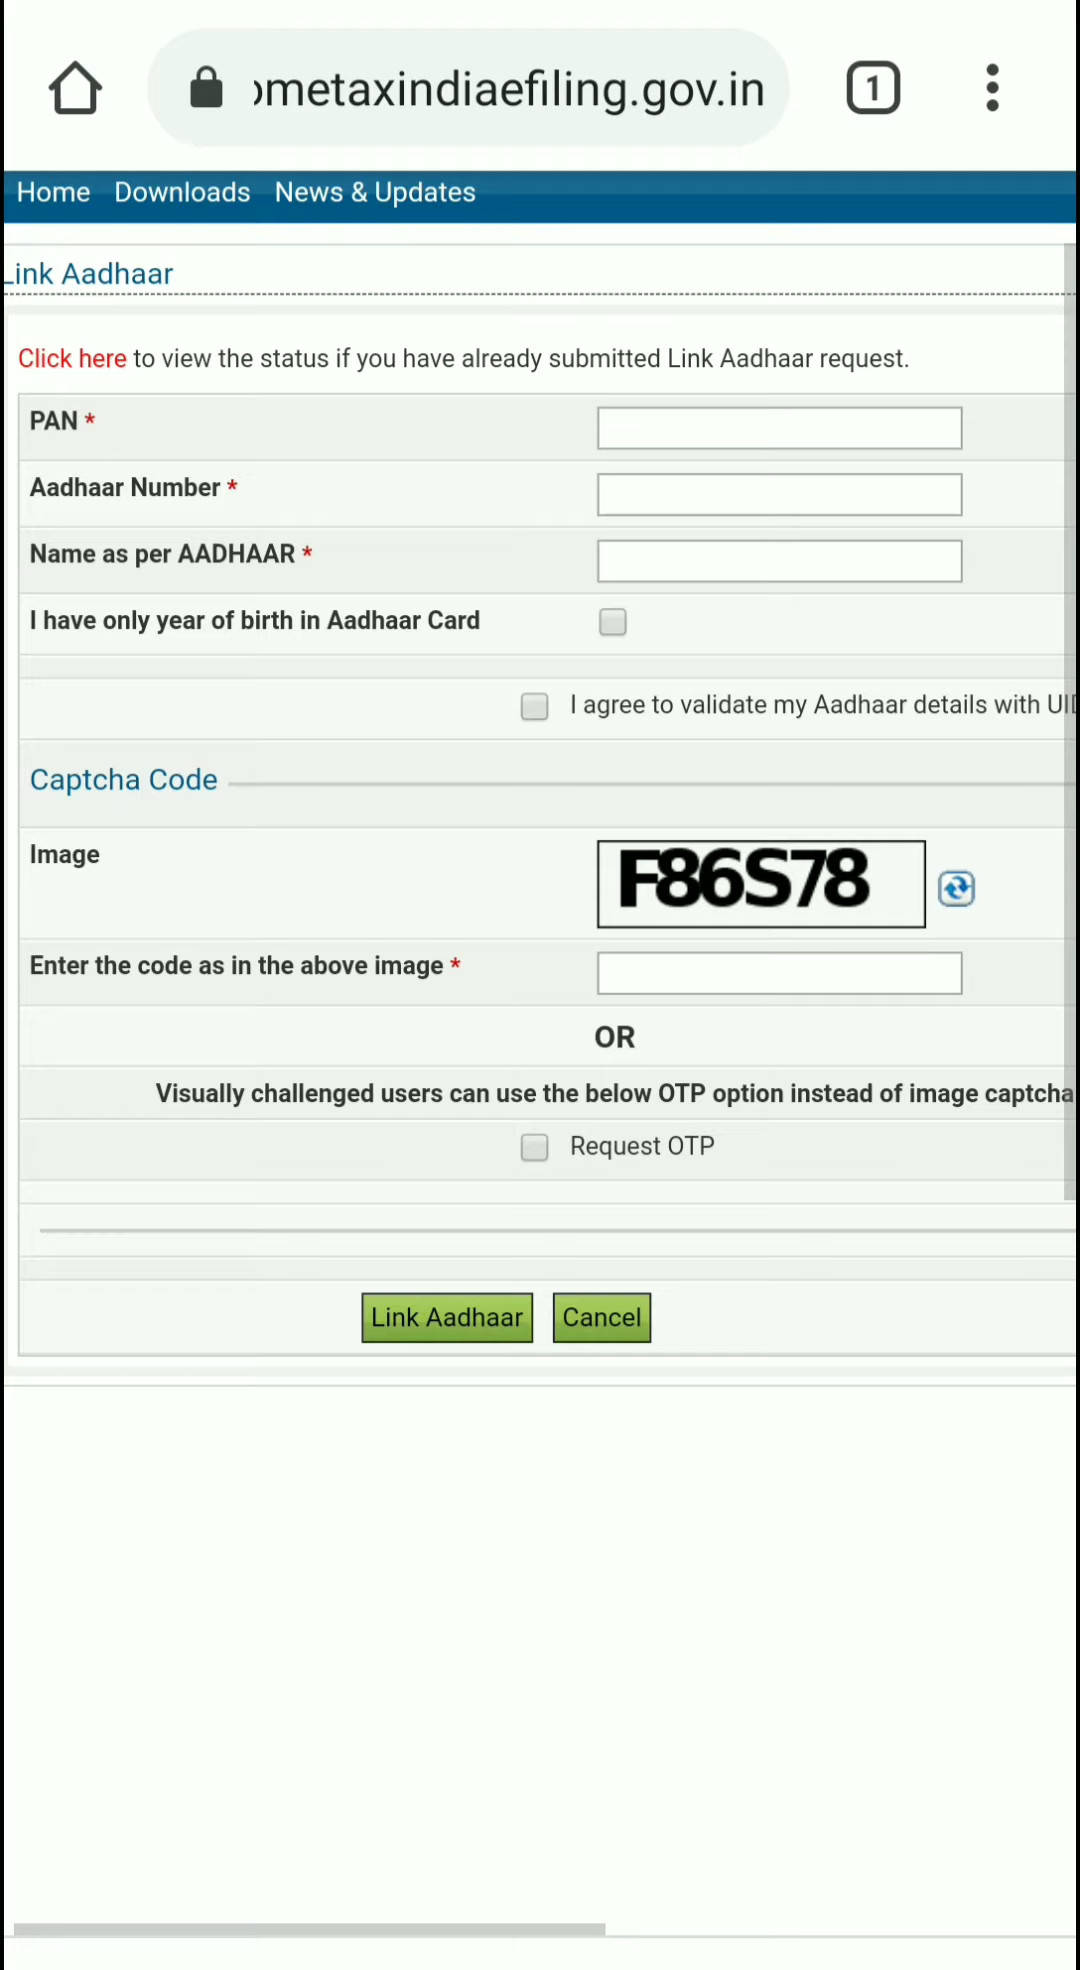 ometaxindiaefiling.gov.in
1
Home Downloads News & Updates
Link Aadhaar
Click here to view the status if you have already submitted Link Aadhaar request.
PAN *
Aadhaar Number *
Name as per AADHAAR *
I have only year of birth in Aadhaar Card
I agree to validate my Aadhaar details with UID
Captcha Code
Image F86S78
Enter the code as in the above image *
OR
Visually challenged users can use the below OTP option instead of image captcha
Request OTP
Link Aadhaar Cancel